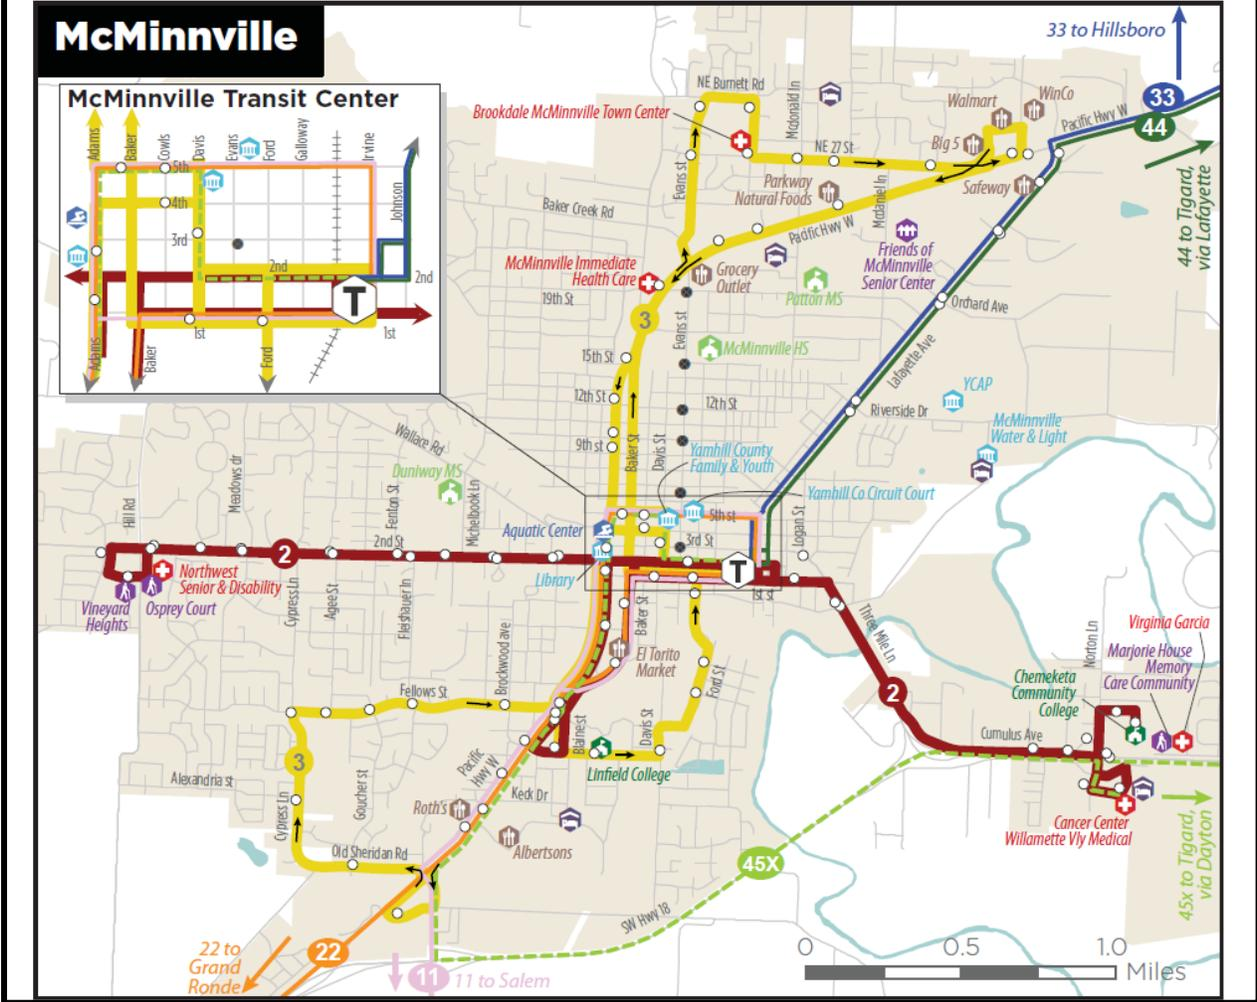 McMinnville
33 to Hillsboro
33
44
44 to Tigard,
via Lafayette
McMinnville Transit Center
Adams
Baker
Cowls
Davis
Evans
Ford
Galloway
Irvine
Johnson
5th
4th
3rd
2nd
2nd
T
1st
1st
Adams
Baker
Ford
NE Burnett Rd
Brookdale McMinnville Town Center
Mcdonald ln
Walmart
WinCo
Pacific Hwy W
Big 5
NE 27 St
Evans st
Parkway
Natural Foods
Mcdaniel ln
Safeway
Baker Creek Rd
Pacific Hwy W
Friends of
McMinnville
Senior Center
McMinnville Immediate
Health Care
Grocery
Outlet
Patton MS
19th St
Orchard Ave
3
Evans st
McMinnville HS
15th St
Lafayette Ave
12th St
12th St
YCAP
Riverside Dr
McMinnville
Water & Light
9th st
Baker St
Davis St
Yamhill County
Family & Youth
Wallace Rd
Duniway MS
Meadows dr
Hill Rd
Fenton St
Michelbook Ln
Yamhill Co Circuit Court
Aquatic Center
5th st
Logan St
2nd St
3rd St
2
T
Library
1st st
Northwest
Senior & Disability
Vineyard
Heights
Osprey Court
Cypress Ln
Agee St
Fleishauer ln
Baker St
Three Mile Ln
Brockwood ave
El Torito
Market
Ford St
Norton Ln
Virginia Garcia
Marjorie House
Memory
Care Community
Chemeketa
Community
College
2
Fellows St
Blaine st
Davis St
Cumulus Ave
3
Pacific
Hwy W
Linfield College
Alexandria st
Goucher st
Keck Dr
Cypress Ln
Roth's
Albertsons
Cancer Center
Willamette Vly Medical
Old Sheridan Rd
45X
45x to Tigard,
via Dayton
SW Hwy 18
22 to
Grand
Ronde
22
11
11 to Salem
0 0.5 1.0
Miles